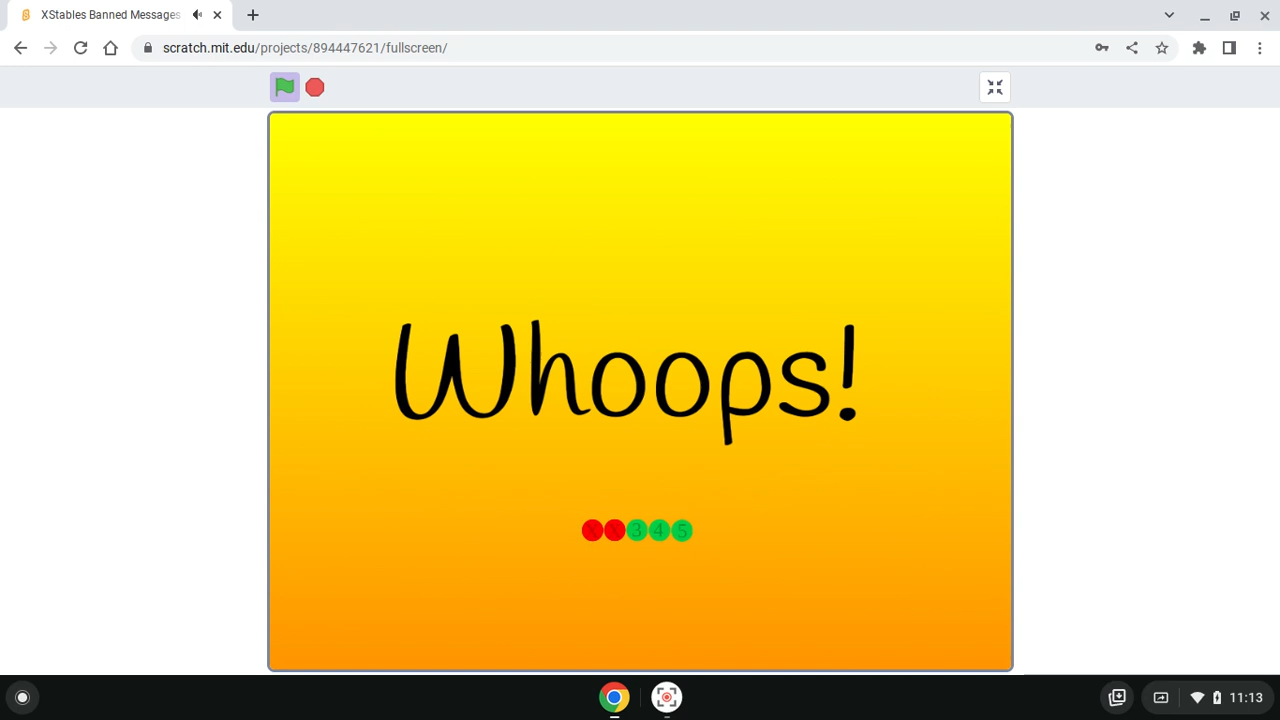 XStables Banned Messages
scratch.mit.edu/projects/894447621/fullscreen/
Whoops!
X X 3 4 5
11:13